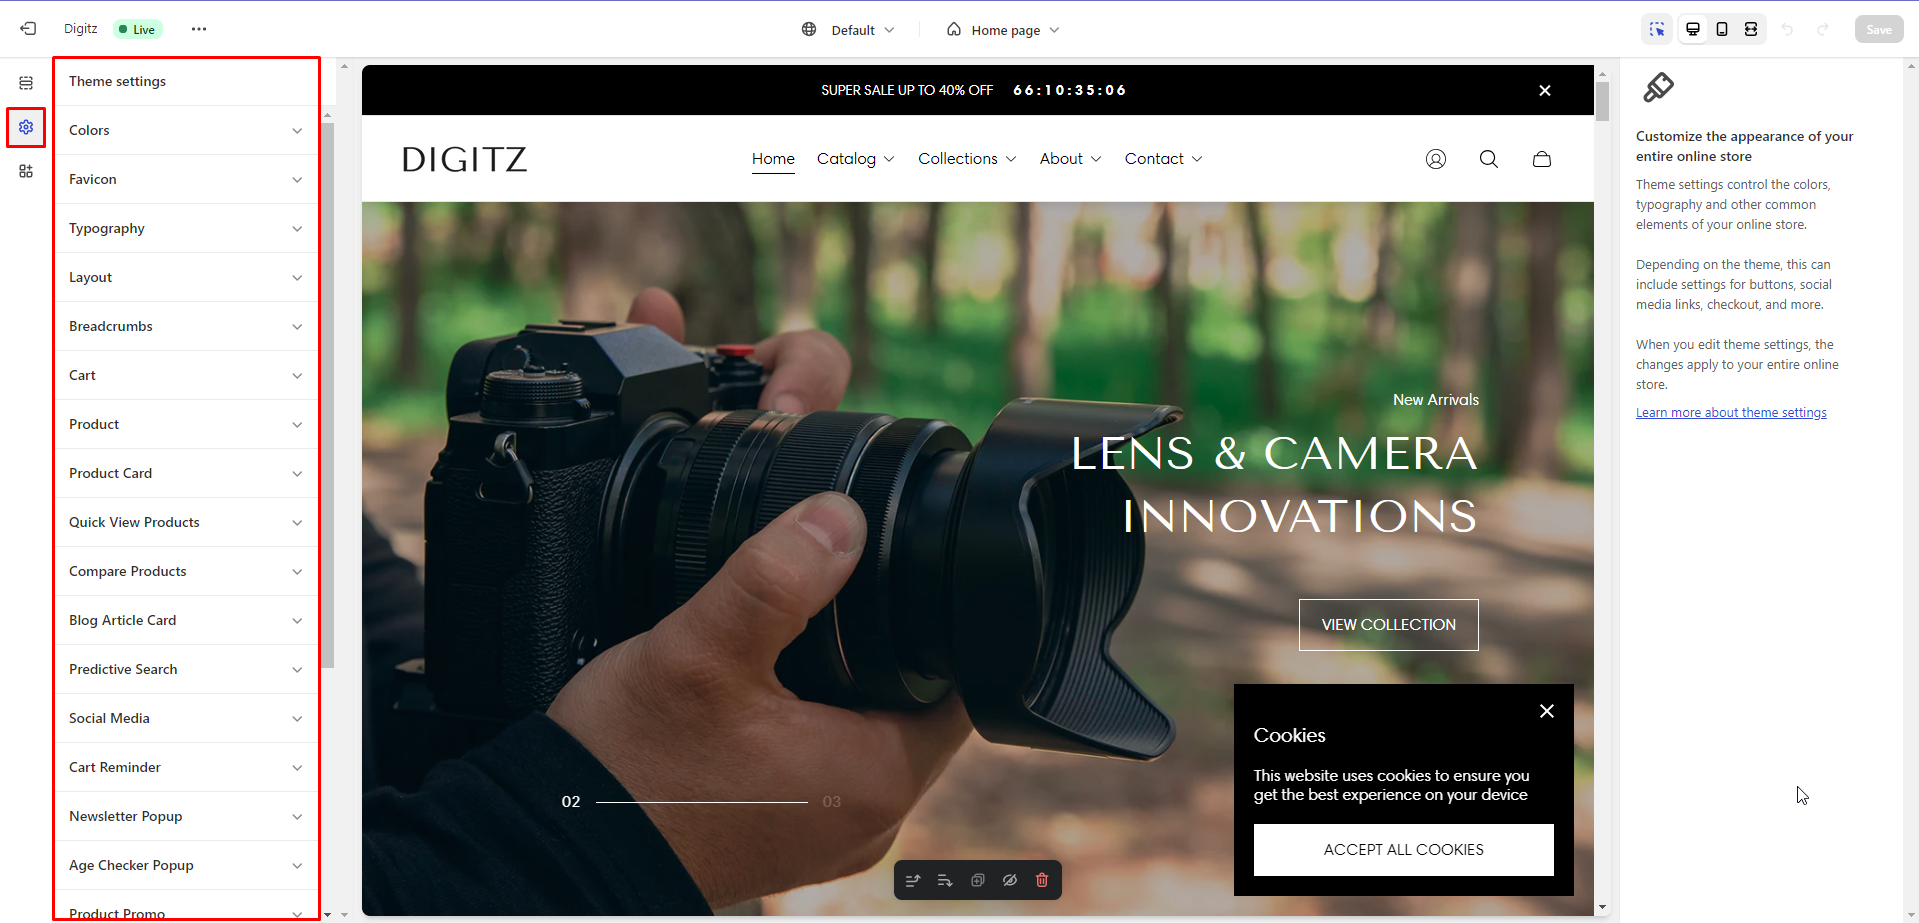 Digitz
Live
Default
Home page
Save
Theme settings
Colors
Favicon
Typography
Layout
Breadcrumbs
Cart
Product
Product Card
Quick View Products
Compare Products
Blog Article Card
Predictive Search
Social Media
Cart Reminder
Newsletter Popup
Age Checker Popup
Product Promo
SUPER SALE UP TO 40% OFF 66:10:35:06
DIGITZ
Home
Catalog
Collections
About
Contact
New Arrivals
LENS & CAMERA
INNOVATIONS
VIEW COLLECTION
02
03
Cookies
This website uses cookies to ensure you
get the best experience on your device
ACCEPT ALL COOKIES
Customize the appearance of your
entire online store
Theme settings control the colors,
typography and other common
elements of your online store.
Depending on the theme, this can
include settings for buttons, social
media links, checkout, and more.
When you edit theme settings, the
changes apply to your entire online
store.
Learn more about theme settings